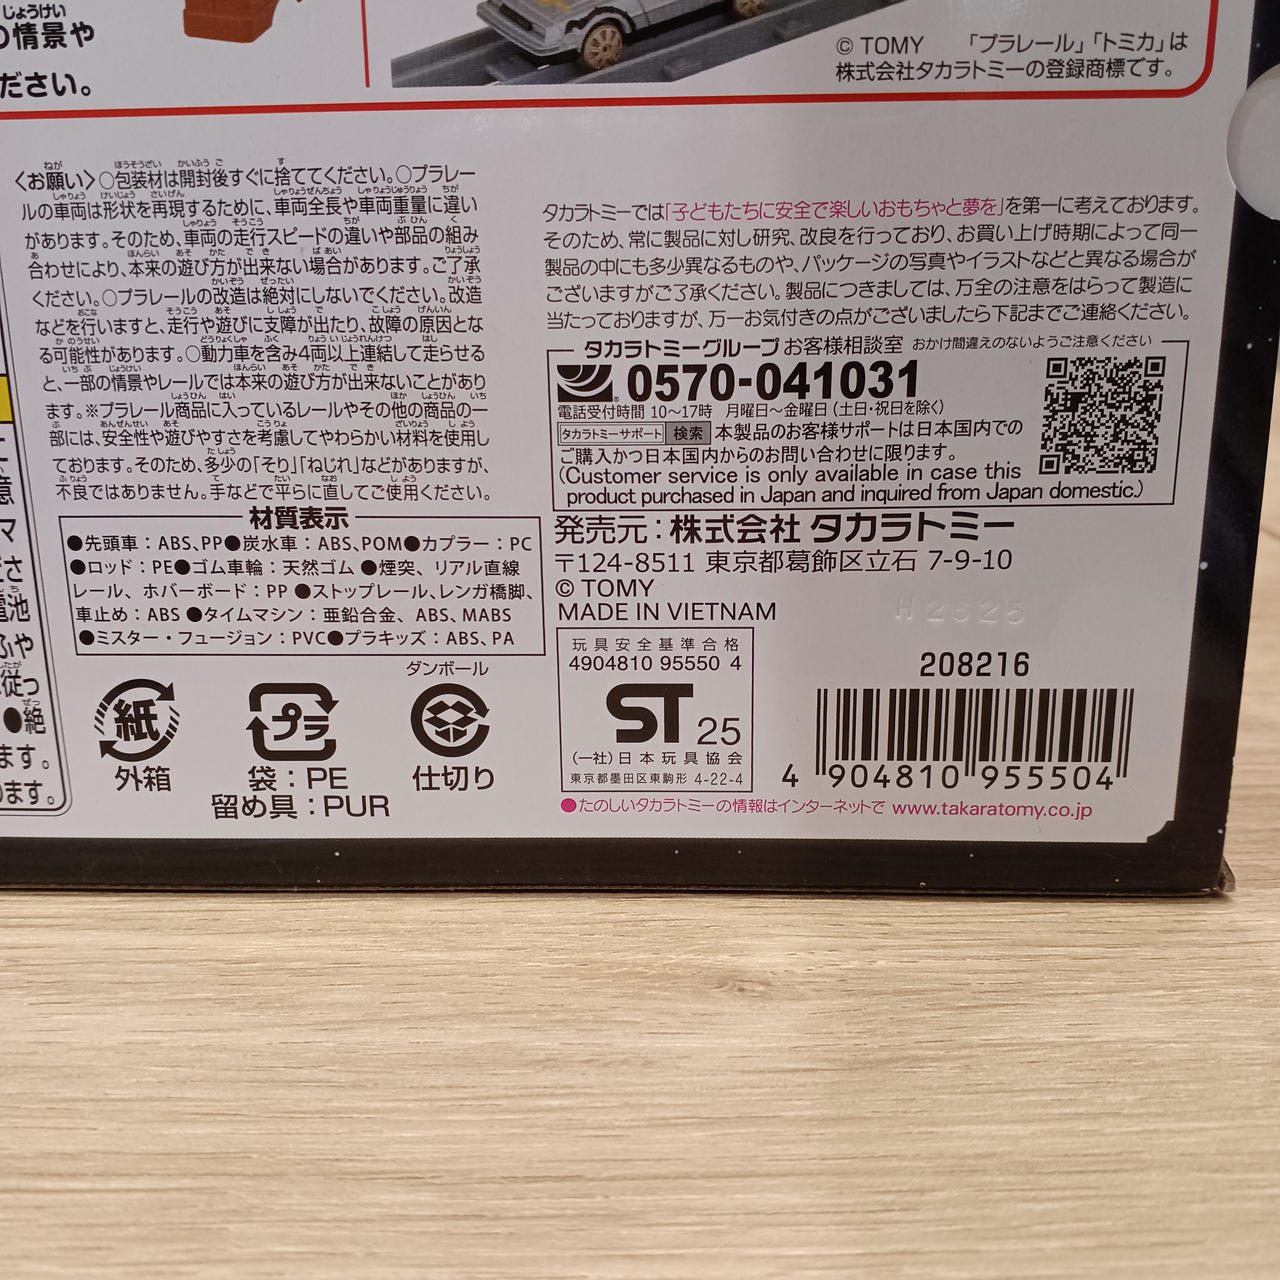 の情景や
ださい。
© TOMY 「プラレール」「トミカ」は
株式会社タカラトミーの登録商標です。
〈お願い〉○包装材は開封後すぐに捨ててください。○プラレー
ルの車両は形状を再現するために、車両全長や車両重量に違い
があります。そのため、車両の走行スピードの違いや部品の組み
合わせにより、本来の遊び方が出来ない場合があります。ご了承
ください。○プラレールの改造は絶対にしないでください。改造
などを行いますと、走行や遊びに支障が出たり、故障の原因とな
る可能性があります。○動力車を含み4両以上連結して走らせる
と、一部の情景やレールでは本来の遊び方が出来ないことがあり
ます。※プラレール商品に入っているレールやその他の商品の一
部には、安全性や遊びやすさを考慮してやわらかい材料を使用し
ております。そのため、多少の「そり」「ねじれ」などがありますが、
不良ではありません。手などで平らに直してご使用ください。
材質表示
●先頭車：ABS、PP●炭水車：ABS、POM●カプラー：PC
●ロッド：PE●ゴム車輪：天然ゴム ●煙突、リアル直線
レール、ホバーボード：PP ●ストップレール、レンガ橋脚、
車止め：ABS ●タイムマシン：亜鉛合金、ABS、MABS
●ミスター・フュージョン：PVC●プラキッズ：ABS、PA
紙
外箱
プラ
袋：PE
留め具：PUR
ダンボール
仕切り
意
マ
ださ
電池
ふや
従っ
●絶
ます。
ります。
タカラトミーでは「子どもたちに安全で楽しいおもちゃと夢を」を第一に考えております。
そのため、常に製品に対し研究、改良を行っており、お買い上げ時期によって同一
製品の中にも多少異なるものや、パッケージの写真やイラストなどと異なる場合が
ございますがご了承ください。製品につきましては、万全の注意をはらって製造に
当たっておりますが、万一お気付きの点がございましたら下記までご連絡ください。
タカラトミーグループ お客様相談室 おかけ間違えのないようご注意ください
0570-041031
電話受付時間 10～17時 月曜日～金曜日（土日・祝日を除く）
タカラトミーサポート 検索 本製品のお客様サポートは日本国内での
ご購入かつ日本国内からのお問い合わせに限ります。
(Customer service is only available in case this
product purchased in Japan and inquired from Japan domestic.)
発売元：株式会社 タカラトミー
〒124-8511 東京都葛飾区立石 7-9-10
© TOMY
MADE IN VIETNAM
H2625
玩具安全基準合格
4904810 95550 4
ST 25
(一社)日本玩具協会
東京都墨田区東駒形 4-22-4
208216
4 904810 955504
●たのしいタカラトミーの情報はインターネットで www.takaratomy.co.jp